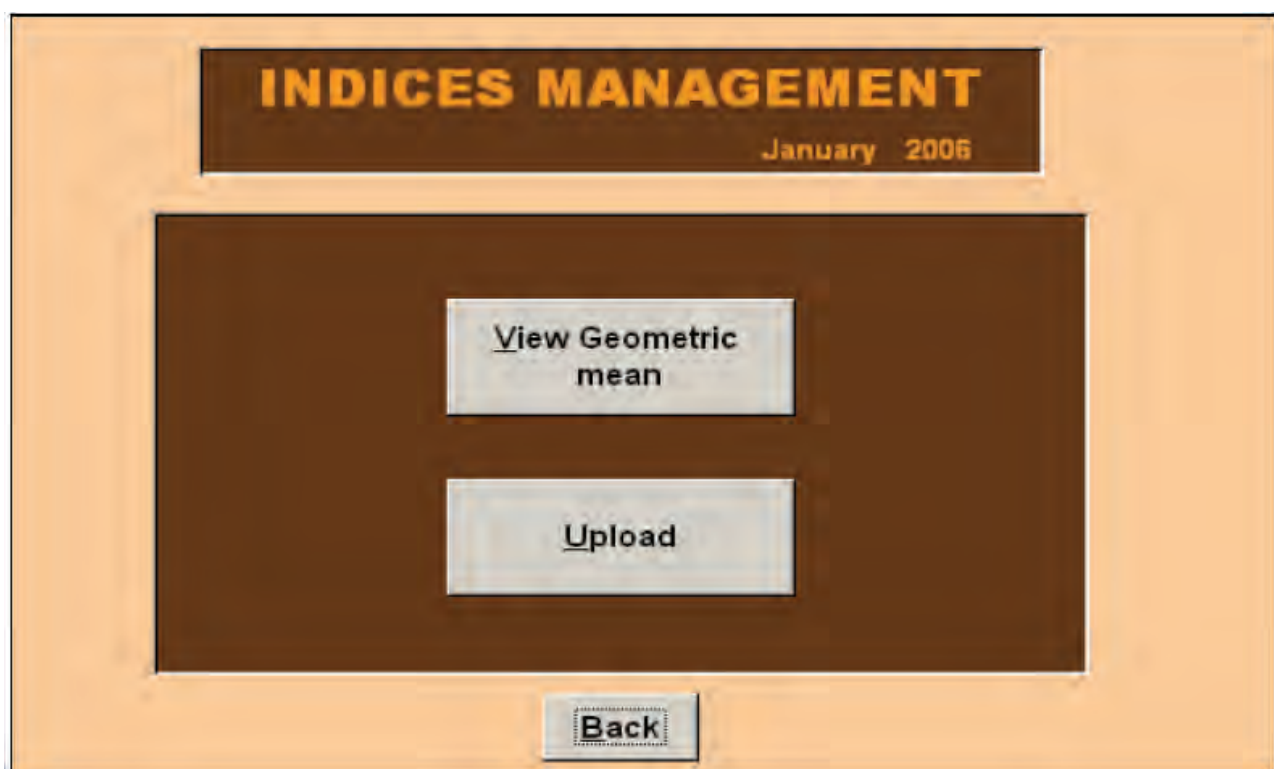 INDICES MANAGEMENT
January 2006
View Geometric
mean
Upload
Back